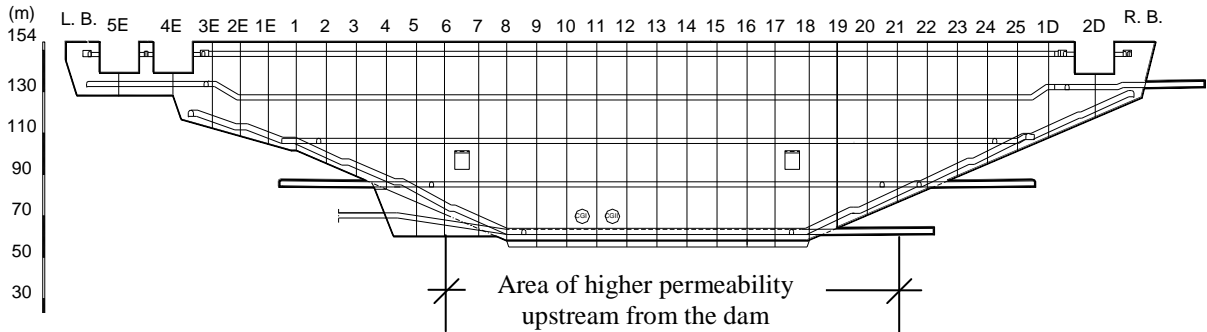 (m) L. B. 5E 4E 3E 2E 1E 1 2 3 4 5 6 7 8 9 10 11 12 13 14 15 16 17 18 19 20 21 22 23 24 25 1D 2D R. B.
154
130
110
90
70
CGI CGII
50
30
Area of higher permeability
upstream from the dam